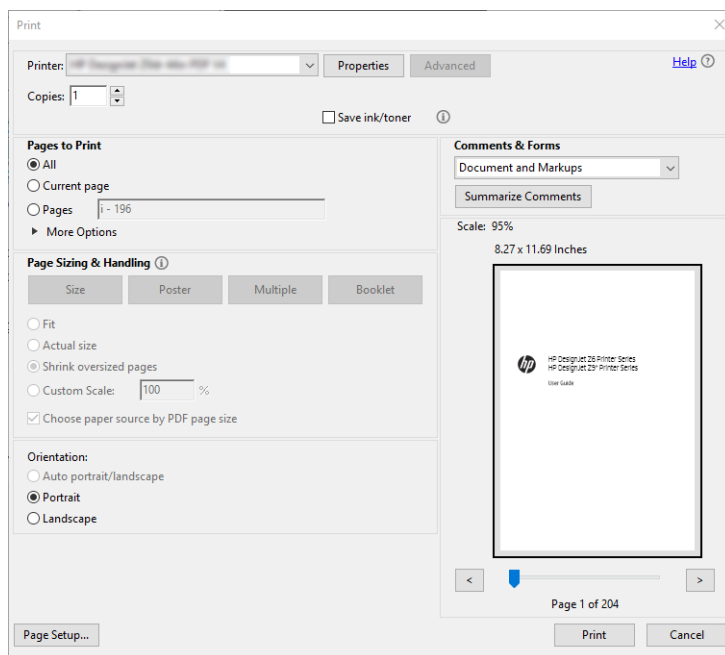 Print
Printer:
Properties
Advanced
Help
Copies: 1
Save ink/toner
Pages to Print
All
Current page
Pages i - 196
More Options
Page Sizing & Handling
Size Poster Multiple Booklet
Fit
Actual size
Shrink oversized pages
Custom Scale: 100 %
Choose paper source by PDF page size
Orientation:
Auto portrait/landscape
Portrait
Landscape
Comments & Forms
Document and Markups
Summarize Comments
Scale: 95%
8.27 x 11.69 Inches
hp
HP DesignJet Z6 Printer Series
HP DesignJet Z9+ Printer Series
User Guide
< >
Page 1 of 204
Page Setup...
Print Cancel